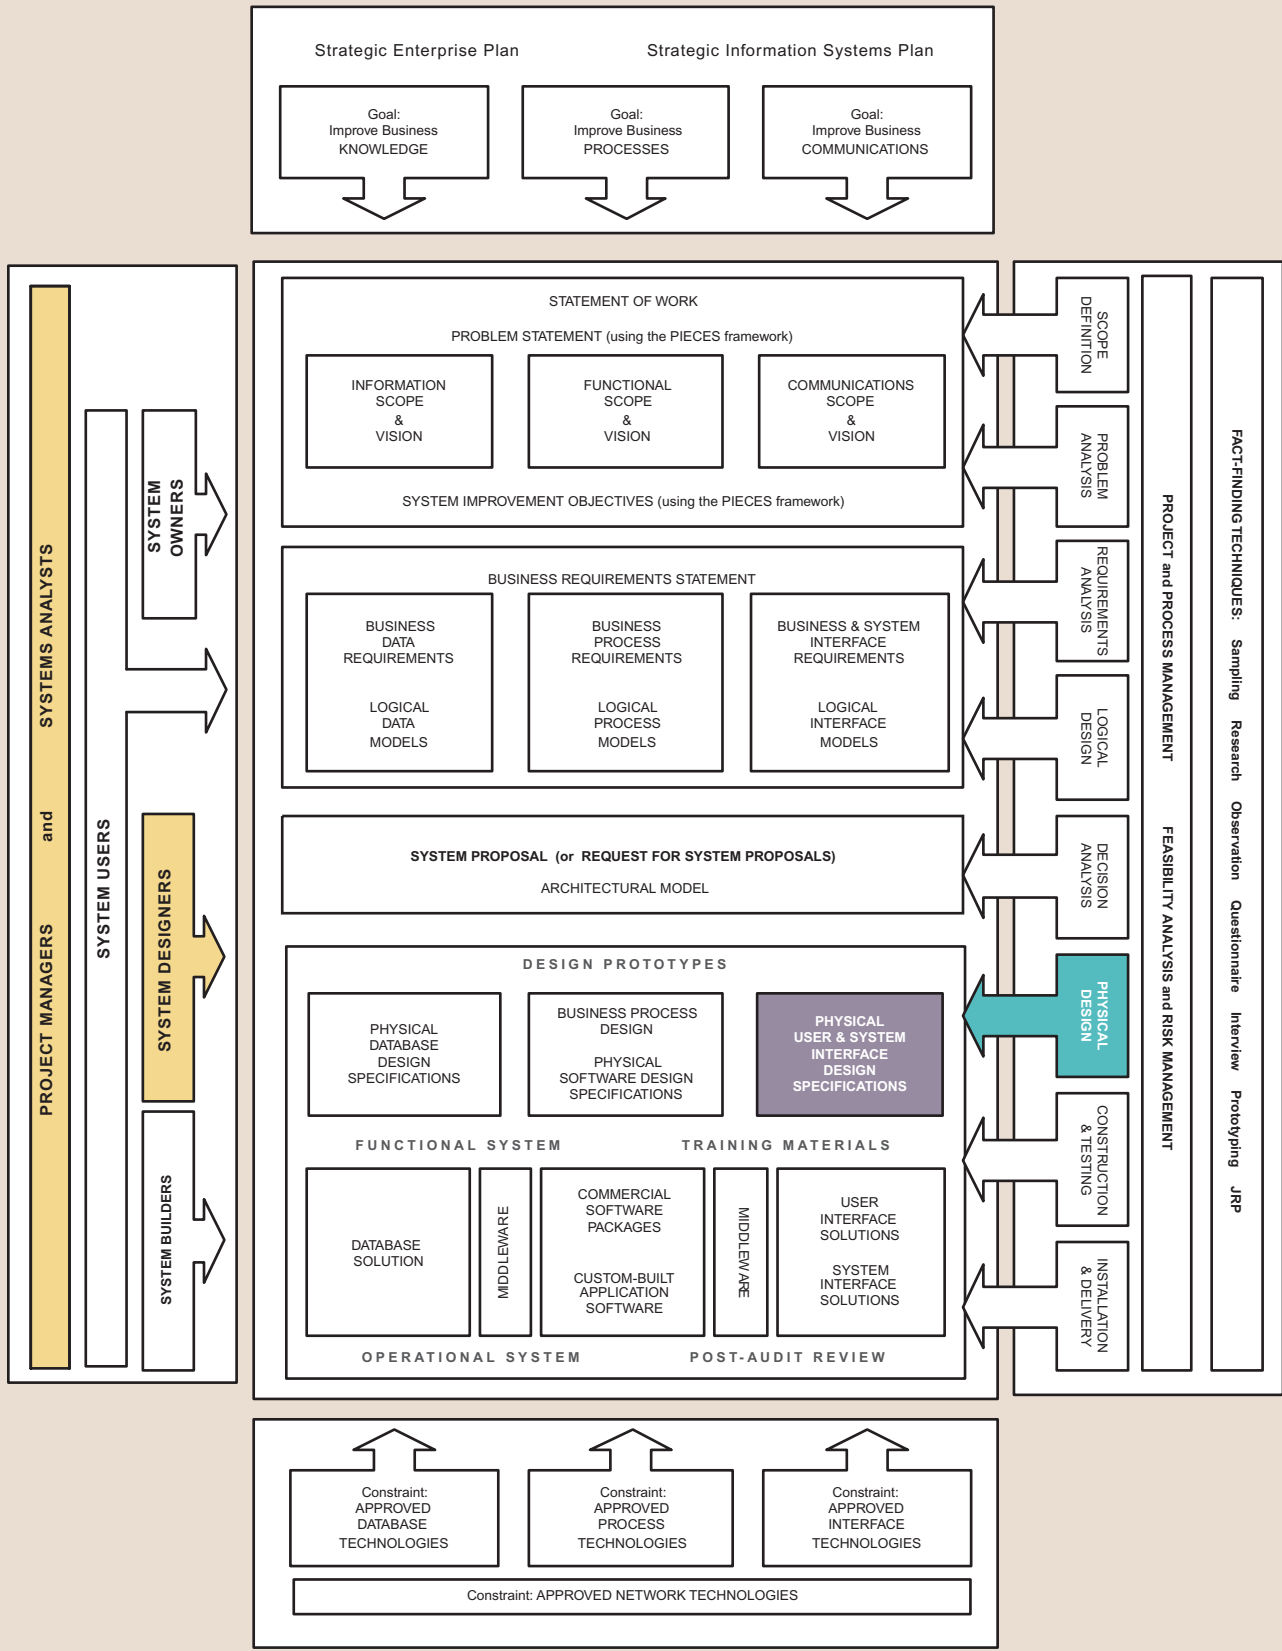 Strategic Enterprise Plan
Strategic Information Systems Plan
Goal:
Improve Business
KNOWLEDGE
Goal:
Improve Business
PROCESSES
Goal:
Improve Business
COMMUNICATIONS
PROJECT MANAGERS and SYSTEMS ANALYSTS
SYSTEM USERS
SYSTEM
OWNERS
SYSTEM DESIGNERS
SYSTEM BUILDERS
STATEMENT OF WORK
PROBLEM STATEMENT (using the PIECES framework)
INFORMATION
SCOPE
&
VISION
FUNCTIONAL
SCOPE
&
VISION
COMMUNICATIONS
SCOPE
&
VISION
SYSTEM IMPROVEMENT OBJECTIVES (using the PIECES framework)
BUSINESS REQUIREMENTS STATEMENT
BUSINESS
DATA
REQUIREMENTS
LOGICAL
DATA
MODELS
BUSINESS
PROCESS
REQUIREMENTS
LOGICAL
PROCESS
MODELS
BUSINESS & SYSTEM
INTERFACE
REQUIREMENTS
LOGICAL
INTERFACE
MODELS
SYSTEM PROPOSAL (or REQUEST FOR SYSTEM PROPOSALS)
ARCHITECTURAL MODEL
DESIGN PROTOTYPES
PHYSICAL
DATABASE
DESIGN
SPECIFICATIONS
BUSINESS PROCESS
DESIGN
PHYSICAL
SOFTWARE DESIGN
SPECIFICATIONS
PHYSICAL
USER & SYSTEM
INTERFACE
DESIGN
SPECIFICATIONS
FUNCTIONAL SYSTEM
TRAINING MATERIALS
DATABASE
SOLUTION
MIDDLEWARE
COMMERCIAL
SOFTWARE
PACKAGES
CUSTOM-BUILT
APPLICATION
SOFTWARE
MIDDLEWARE
USER
INTERFACE
SOLUTIONS
SYSTEM
INTERFACE
SOLUTIONS
OPERATIONAL SYSTEM
POST-AUDIT REVIEW
SCOPE
DEFINITION
PROBLEM
ANALYSIS
REQUIREMENTS
ANALYSIS
LOGICAL
DESIGN
DECISION
ANALYSIS
PHYSICAL
DESIGN
CONSTRUCTION
& TESTING
INSTALLATION
& DELIVERY
PROJECT and PROCESS MANAGEMENT FEASIBILITY ANALYSIS and RISK MANAGEMENT
FACT-FINDING TECHNIQUES: Sampling Research Observation Questionnaire Interview Prototyping JRP
Constraint:
APPROVED
DATABASE
TECHNOLOGIES
Constraint:
APPROVED
PROCESS
TECHNOLOGIES
Constraint:
APPROVED
INTERFACE
TECHNOLOGIES
Constraint: APPROVED NETWORK TECHNOLOGIES